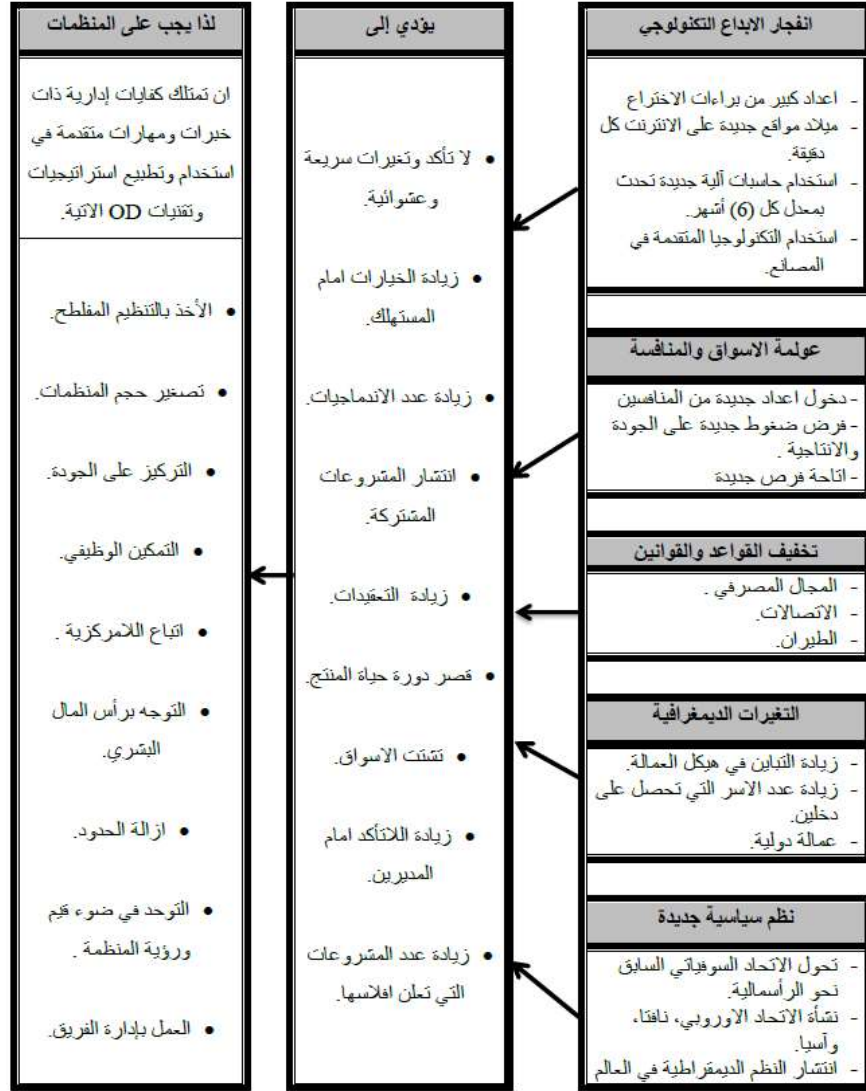 انفجار الابداع التكنولوجي
- اعداد كبير من براءات الاختراع
- ميلاد مواقع جديدة على الانترنت كل
دقيقة.
- استخدام حاسبات آلية جديدة تحدث
بمعدل كل (6) أشهر.
- استخدام التكنولوجيا المتقدمة في
المصانع.
عولمة الاسواق والمنافسة
- دخول اعداد جديدة من المنافسين
- فرض ضغوط جديدة على الجودة
والانتاجية .
- اتاحة فرص جديدة
تخفيف القواعد والقوانين
- المجال المصرفي .
- الاتصالات.
- الطيران.
التغيرات الديمغرافية
- زيادة التباين في هيكل العمالة.
- زيادة عدد الاسر التي تحصل على
دخلين.
- عمالة دولية.
نظم سياسية جديدة
- تحول الاتحاد السوفياتي السابق
نحو الرأسمالية.
- نشأة الاتحاد الاوروبي، نافتا،
وآسيا.
- انتشار النظم الديمقراطية في العالم
يؤدي إلى
• لا تأكد وتغيرات سريعة
وعشوائية.
• زيادة الخيارات امام
المستهلك.
• زيادة عدد الاندماجيات.
• انتشار المشروعات
المشتركة.
• زيادة التعقيدات.
• قصر دورة حياة المنتج.
• تشتت الاسواق.
• زيادة اللاتأكد امام
المديرين.
• زيادة عدد المشروعات
التي تعلن افلاسها.
لذا يجب على المنظمات
ان تمتلك كفايات إدارية ذات
خبرات ومهارات متقدمة في
استخدام وتطبيع استراتيجيات
وتقنيات OD الاتية.
• الأخذ بالتنظيم المفلطح.
• تصغير حجم المنظمات.
• التركيز على الجودة.
• التمكين الوظيفي.
• اتباع اللامركزية .
• التوجه برأس المال
البشري.
• ازالة الحدود.
• التوحد في ضوء قيم
ورؤية المنظمة .
• العمل بإدارة الفريق.